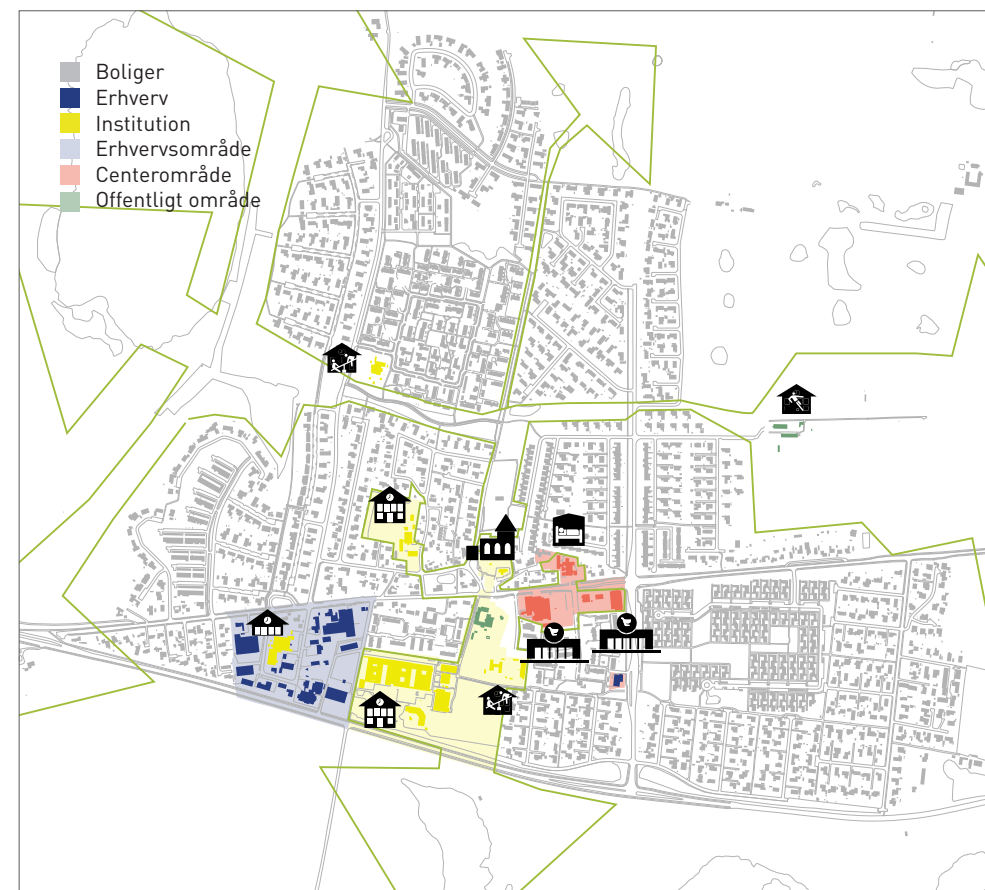 Boliger
Erhverv
Institution
Erhvervsområde
Centerområde
Offentligt område